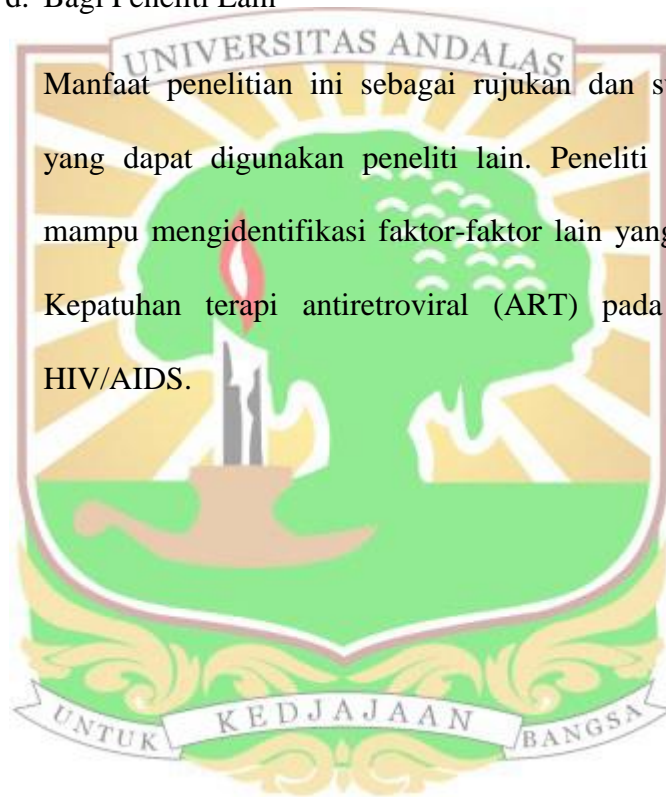 d. Bagi Peneliti Lain
UNIVERSITAS ANDALAS
Manfaat penelitian ini sebagai rujukan dan
yang dapat digunakan peneliti lain. Peneliti
mampu mengidentifikasi faktor-faktor lain yang
Kepatuhan terapi antiretroviral (ART) pada
HIV/AIDS.
UNTUK KEDJAJAAN BANGSA